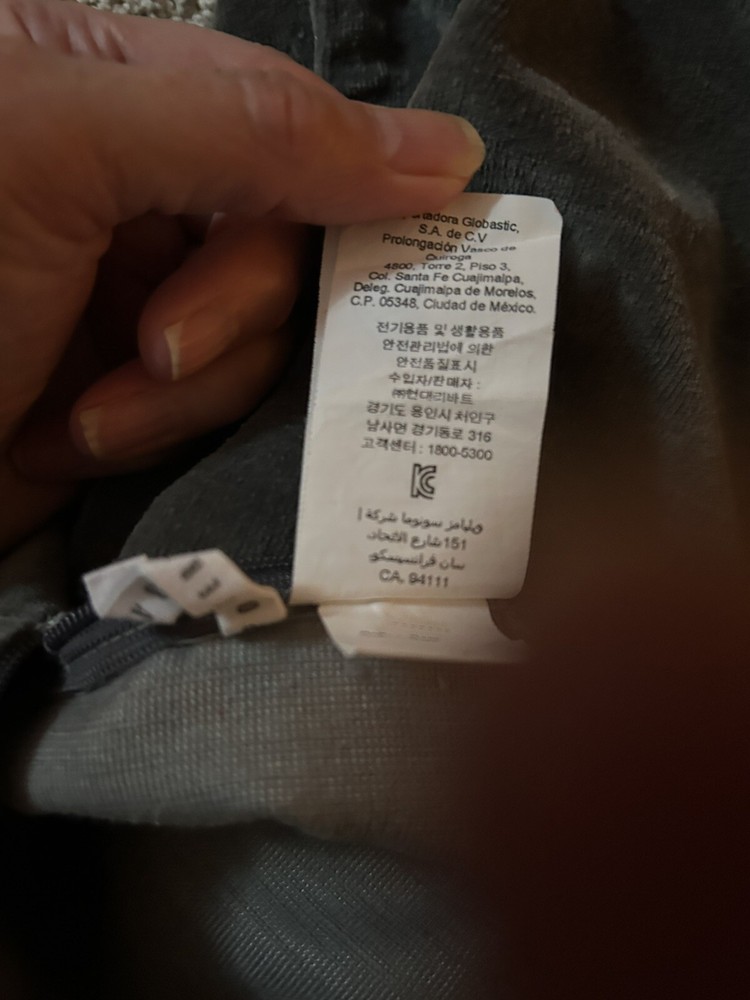 Globastic,
S.A. de C.V
Prolongación Vasco de
Quiroga
4800, Torre 2, Piso 3,
Col. Santa Fe Cuajimalpa,
Deleg. Cuajimalpa de Morelos,
C.P. 05348, Ciudad de México.
전기용품 및 생활용품
안전관리법에 의한
안전품질표시
수입자/판매자 :
㈜현대리바트
경기도 용인시 처인구
남사면 경기동로 316
고객센터 : 1800-5300
KC
ويليامز سونوما شركة |
151 شارع الاتحاد
سان فرانسيسكو
CA, 94111